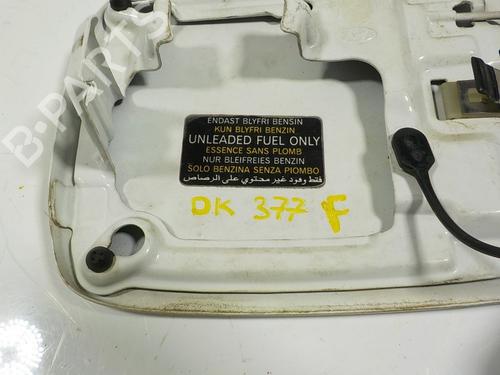 B-PARTS
ENDAST BLYFRI BENSIN
KUN BLYFRI BENZIN
UNLEADED FUEL ONLY
ESSENCE SANS PLOMB
NUR BLEIFREIES BENZIN
SOLO BENZINA SENZA PIOMBO
فقط وقود غير محتوي على الرصاص
DK 377 F